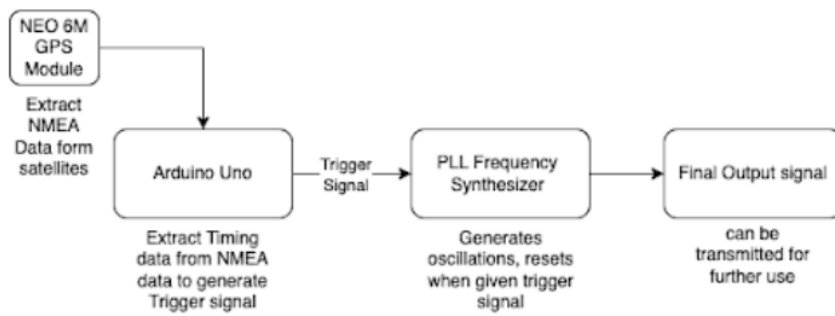 NEO 6M
GPS
Module
Extract
NMEA
Data form
satellites
Arduino Uno
Extract Timing
data from NMEA
data to generate
Trigger signal
Trigger
Signal
PLL Frequency
Synthesizer
Generates
oscillations, resets
when given trigger
signal
Final Output signal
can be
transmitted for
further use